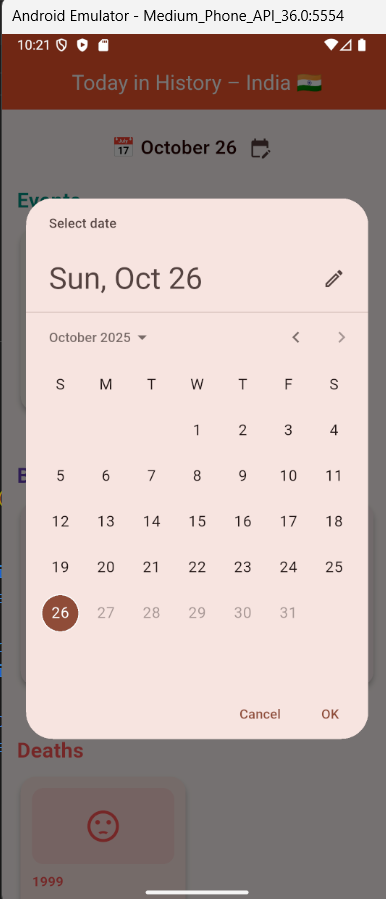 Android Emulator - Medium_Phone_API_36.0:5554
10:21
Today in History – India 🇮🇳
📅 October 26
Events
Select date
Sun, Oct 26
October 2025
S M T W T F S
1 2 3 4
5 6 7 8 9 10 11
12 13 14 15 16 17 18
19 20 21 22 23 24 25
26 27 28 29 30 31
Cancel OK
Deaths
1999